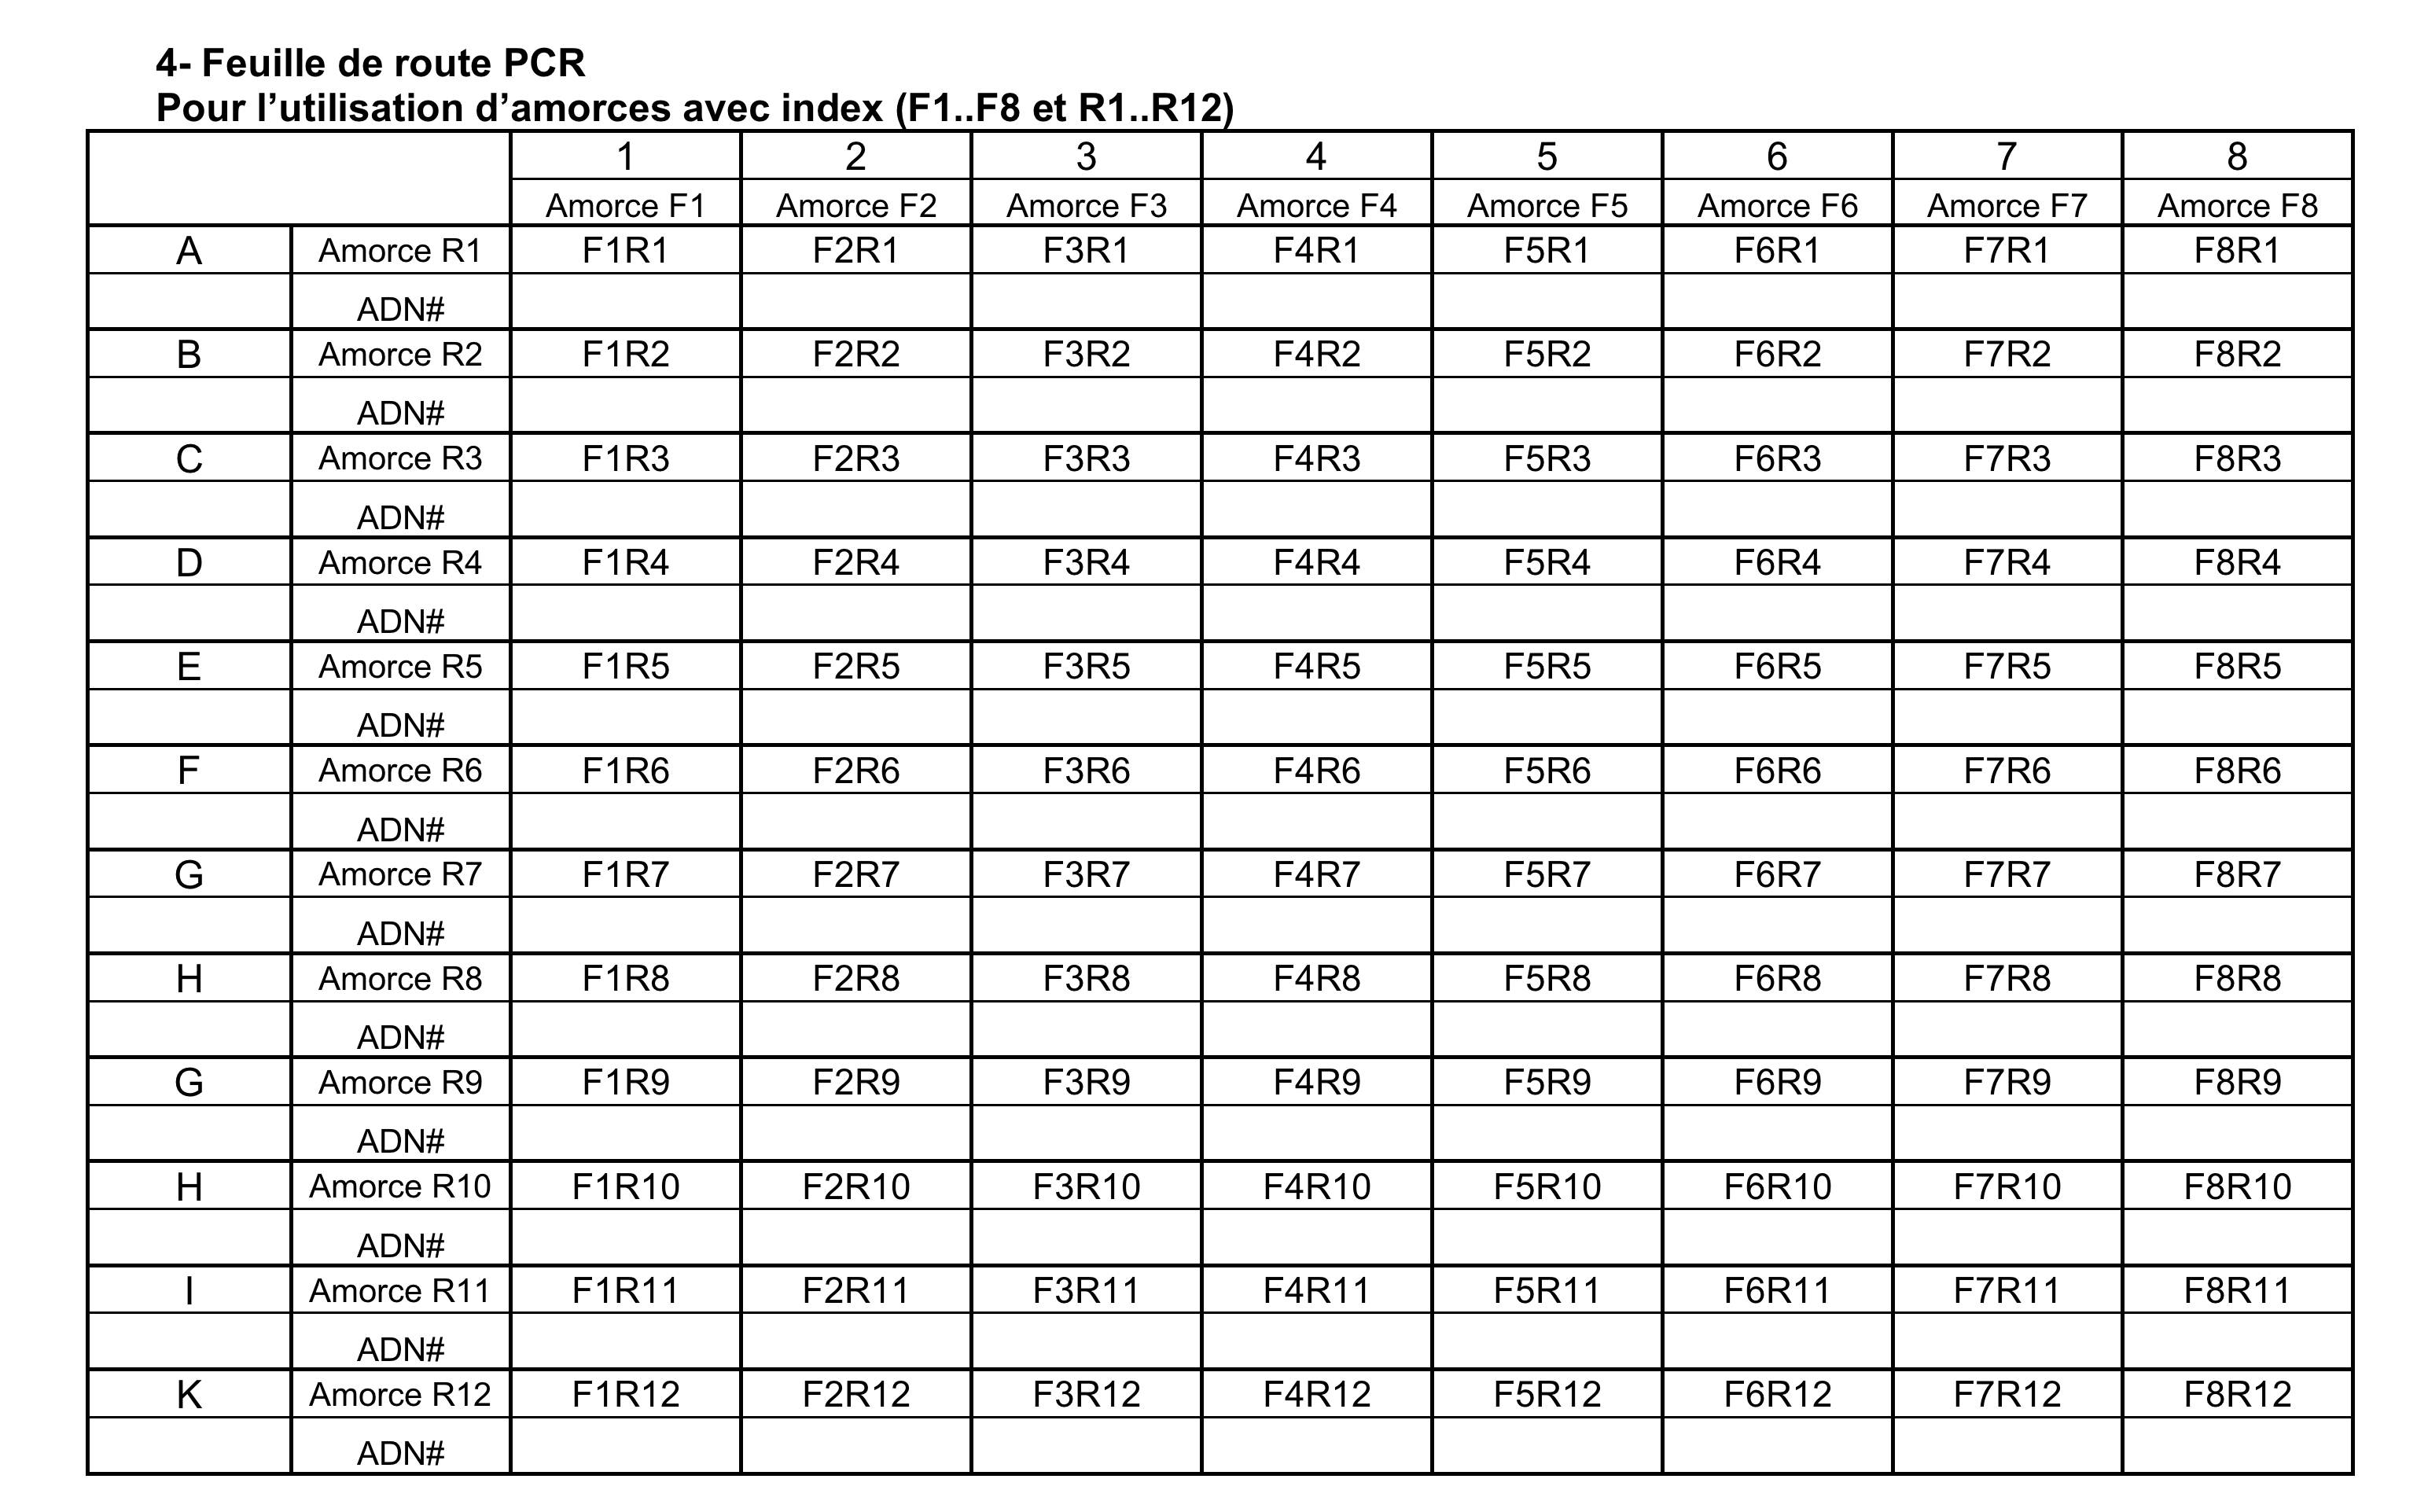 4- Feuille de route PCR
Pour l’utilisation d’amorces avec index (F1..F8 et R1..R12)
1 2 3 4 5 6 7 8
Amorce F1 Amorce F2 Amorce F3 Amorce F4 Amorce F5 Amorce F6 Amorce F7 Amorce F8
A Amorce R1 F1R1 F2R1 F3R1 F4R1 F5R1 F6R1 F7R1 F8R1
ADN#
B Amorce R2 F1R2 F2R2 F3R2 F4R2 F5R2 F6R2 F7R2 F8R2
ADN#
C Amorce R3 F1R3 F2R3 F3R3 F4R3 F5R3 F6R3 F7R3 F8R3
ADN#
D Amorce R4 F1R4 F2R4 F3R4 F4R4 F5R4 F6R4 F7R4 F8R4
ADN#
E Amorce R5 F1R5 F2R5 F3R5 F4R5 F5R5 F6R5 F7R5 F8R5
ADN#
F Amorce R6 F1R6 F2R6 F3R6 F4R6 F5R6 F6R6 F7R6 F8R6
ADN#
G Amorce R7 F1R7 F2R7 F3R7 F4R7 F5R7 F6R7 F7R7 F8R7
ADN#
H Amorce R8 F1R8 F2R8 F3R8 F4R8 F5R8 F6R8 F7R8 F8R8
ADN#
G Amorce R9 F1R9 F2R9 F3R9 F4R9 F5R9 F6R9 F7R9 F8R9
ADN#
H Amorce R10 F1R10 F2R10 F3R10 F4R10 F5R10 F6R10 F7R10 F8R10
ADN#
I Amorce R11 F1R11 F2R11 F3R11 F4R11 F5R11 F6R11 F7R11 F8R11
ADN#
K Amorce R12 F1R12 F2R12 F3R12 F4R12 F5R12 F6R12 F7R12 F8R12
ADN#